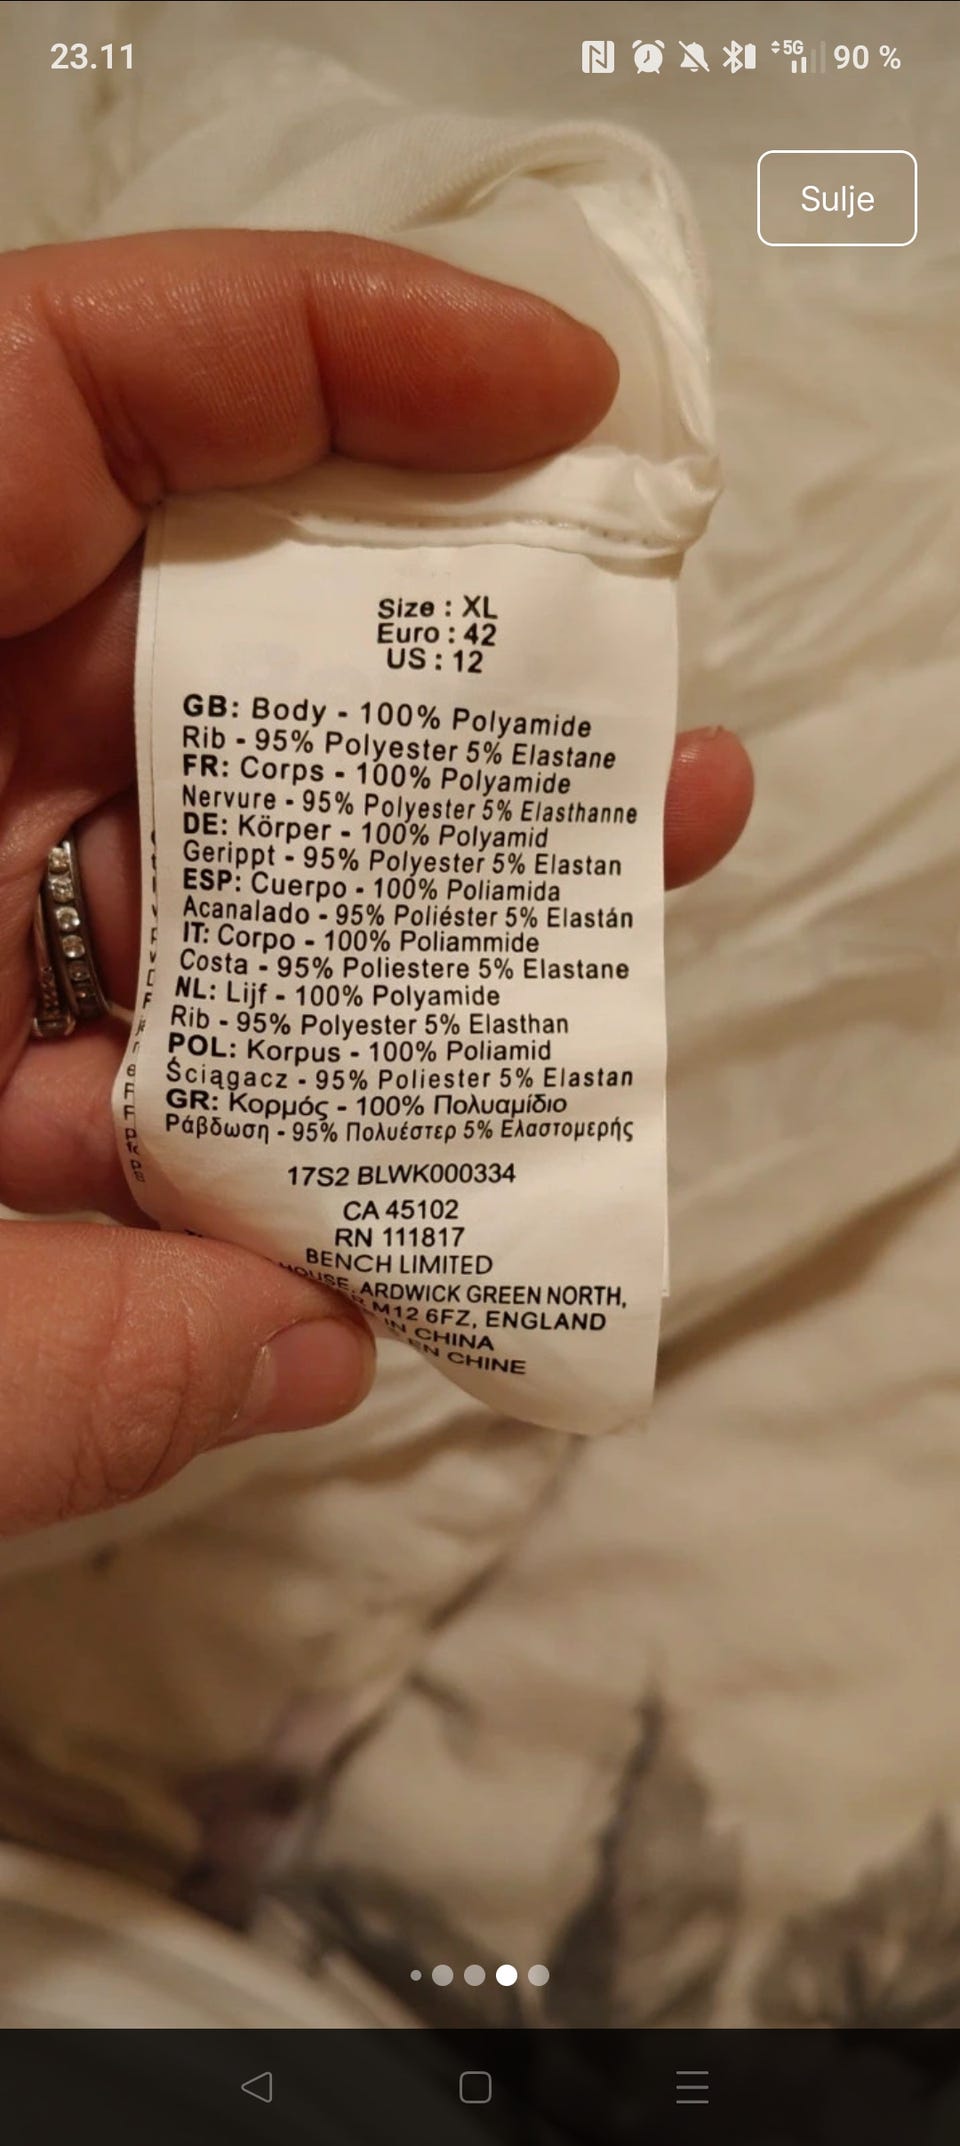 23.11
5G 90 %
Sulje
Size : XL
Euro : 42
US : 12
GB: Body - 100% Polyamide
Rib - 95% Polyester 5% Elastane
FR: Corps - 100% Polyamide
Nervure - 95% Polyester 5% Elasthanne
DE: Körper - 100% Polyamid
Gerippt - 95% Polyester 5% Elastan
ESP: Cuerpo - 100% Poliamida
Acanalado - 95% Poliéster 5% Elastán
IT: Corpo - 100% Poliammide
Costa - 95% Poliestere 5% Elastane
NL: Lijf - 100% Polyamide
Rib - 95% Polyester 5% Elasthan
POL: Korpus - 100% Poliamid
Ściągacz - 95% Poliester 5% Elastan
GR: Κορμός - 100% Πολυαμίδιο
Ράβδωση - 95% Πολυέστερ 5% Ελαστομερής
17S2 BLWK000334
CA 45102
RN 111817
BENCH LIMITED
HOUSE, ARDWICK GREEN NORTH,
M12 6FZ, ENGLAND
IN CHINA
EN CHINE